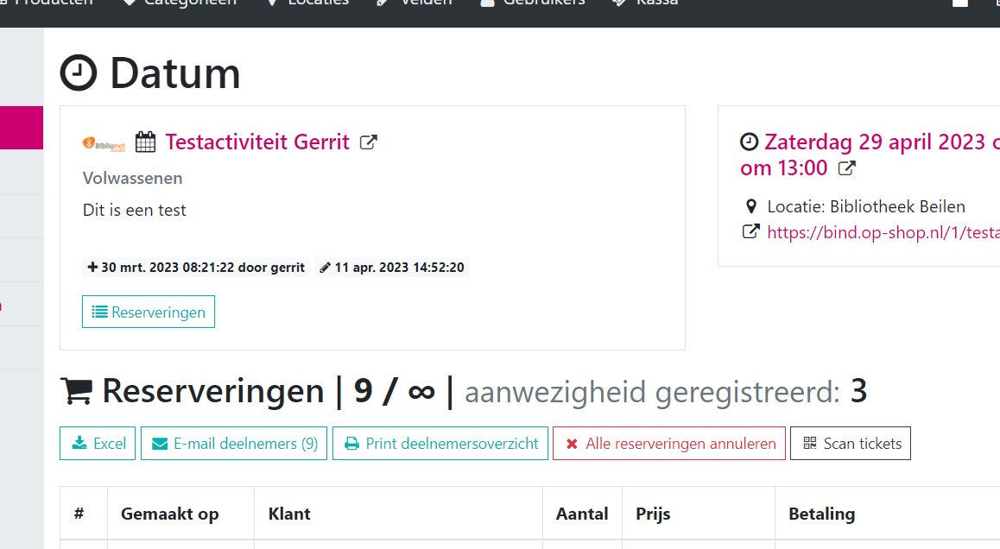 Producten Categorieën Locaties Velden Gebruikers Kassa
Datum
Biblionet
Testactiviteit Gerrit
Volwassenen
Dit is een test
30 mrt. 2023 08:21:22 door gerrit 11 apr. 2023 14:52:20
Reserveringen
Zaterdag 29 april 2023
om 13:00
Locatie: Bibliotheek Beilen
https://bind.op-shop.nl/1/testa
Reserveringen | 9 / ∞ | aanwezigheid geregistreerd: 3
Excel E-mail deelnemers (9) Print deelnemersoverzicht Alle reserveringen annuleren Scan tickets
# Gemaakt op Klant Aantal Prijs Betaling